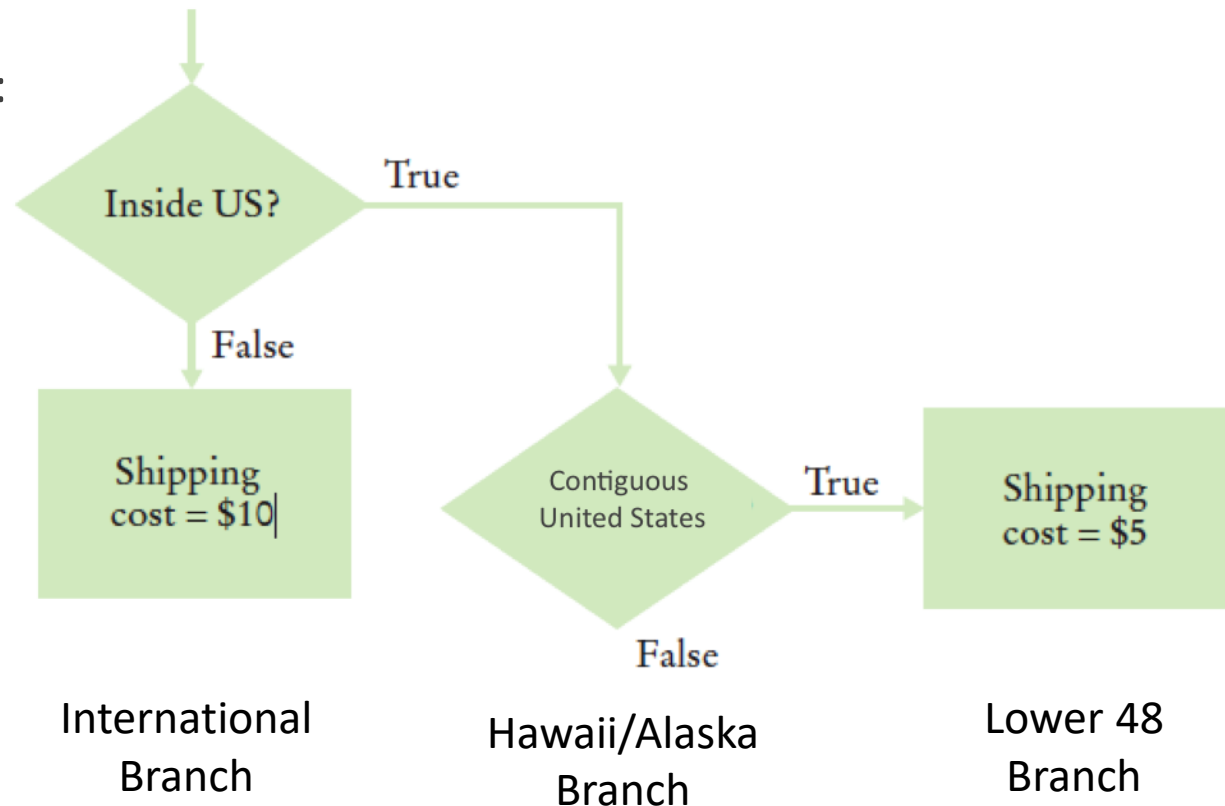 :
Inside US?
True
False
Shipping
cost = $10
Contiguous
United States
True
Shipping
cost = $5
False
International
Branch
Hawaii/Alaska
Branch
Lower 48
Branch